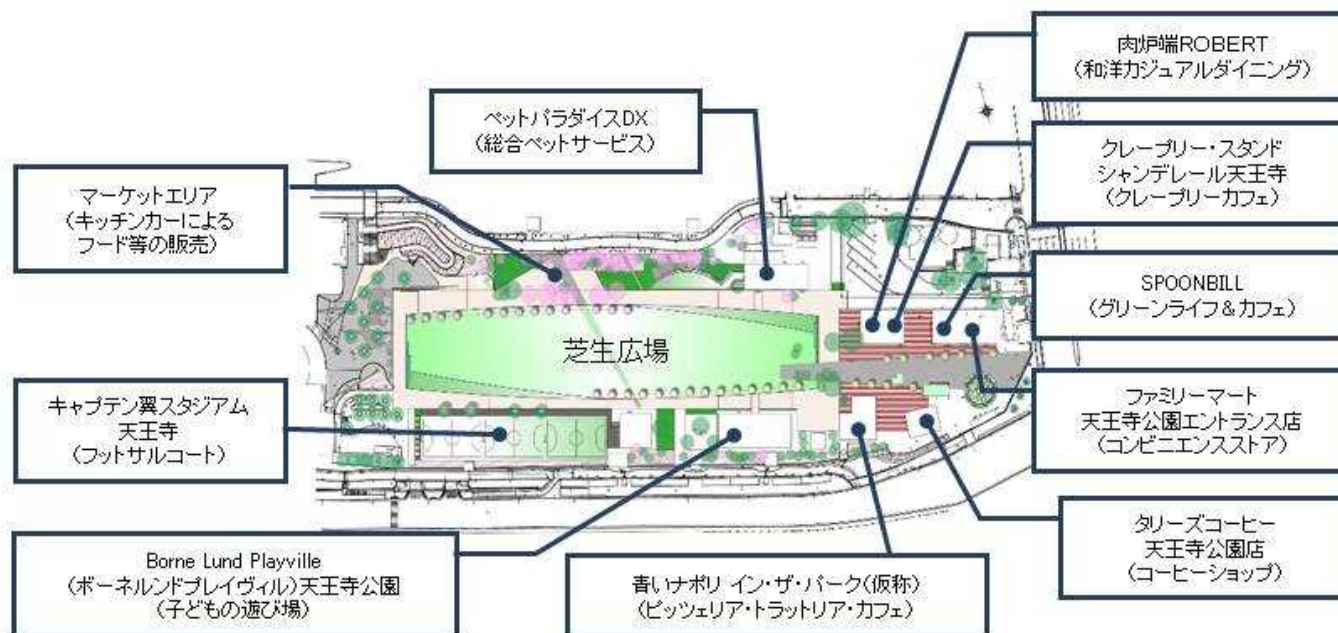 肉炉端ROBERT
(和洋カジュアルダイニング)
ペットパラダイスDX
(総合ペットサービス)
クレープリー・スタンド
シャンデレール天王寺
(クレープリーカフェ)
マーケットエリア
(キッチンカーによる
フード等の販売)
SPOONBILL
(グリーンライフ&カフェ)
芝生広場
キャプテン翼スタジアム
天王寺
(フットサルコート)
ファミリーマート
天王寺公園エントランス店
(コンビニエンスストア)
タリーズコーヒー
天王寺公園店
(コーヒーショップ)
Borne Lund Playville
(ボーネルンドプレイヴィル)天王寺公園
(子どもの遊び場)
青いナポリ イン・ザ・パーク(仮称)
(ピッツェリア・トラットリア・カフェ)